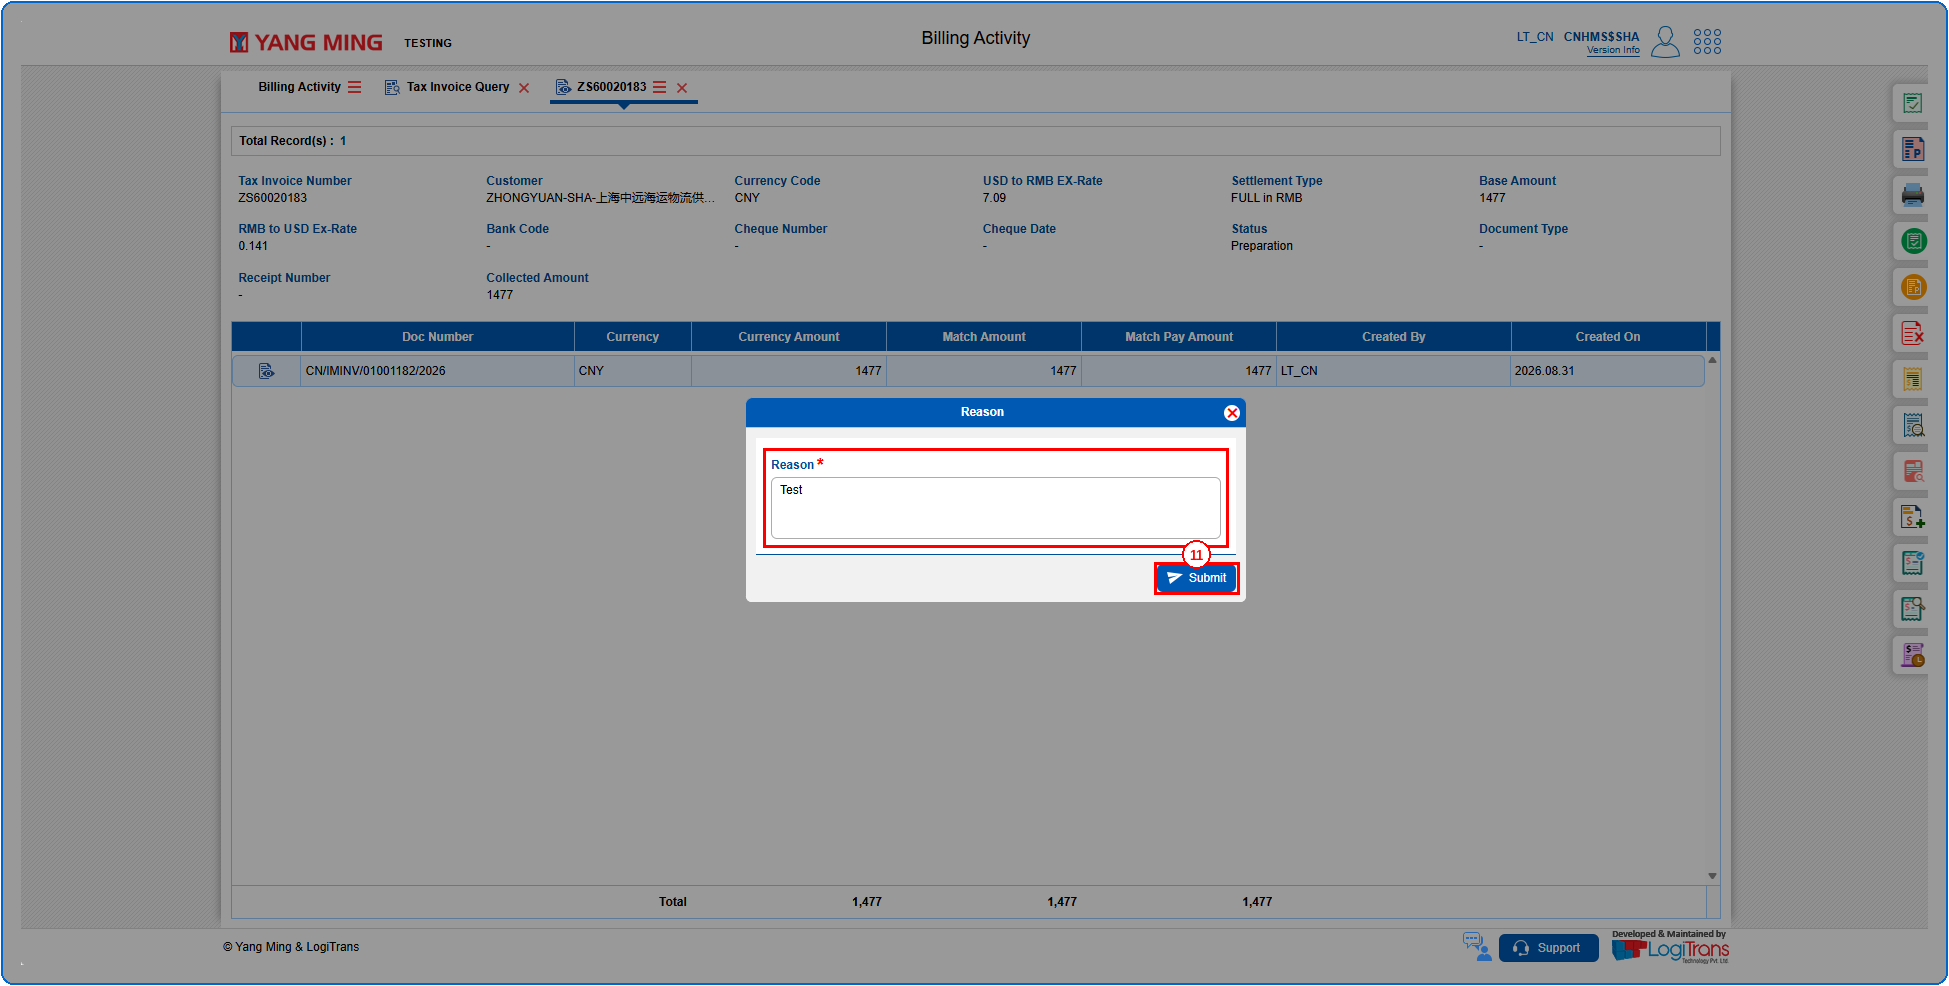 YANG MING TESTING
Billing Activity
LT_CN CNHMS$SHA
Version Info
Billing Activity Tax Invoice Query ZS60020183
Total Record(s) : 1
Tax Invoice Number Customer Currency Code USD to RMB EX-Rate Settlement Type Base Amount
ZS60020183 ZHONGYUAN-SHA-上海中远海运物流供... CNY 7.09 FULL in RMB 1477
RMB to USD Ex-Rate Bank Code Cheque Number Cheque Date Status Document Type
0.141 - - - Preparation -
Receipt Number Collected Amount
- 1477
Doc Number Currency Currency Amount Match Amount Match Pay Amount Created By Created On
CN/IMINV/01001182/2026 CNY 1477 1477 1477 LT_CN 2026.08.31
Reason
Reason *
Test
11
Submit
Total 1,477 1,477 1,477
© Yang Ming & LogiTrans
Support
Developed & Maintained by
LogiTrans
Technology Pvt. Ltd.